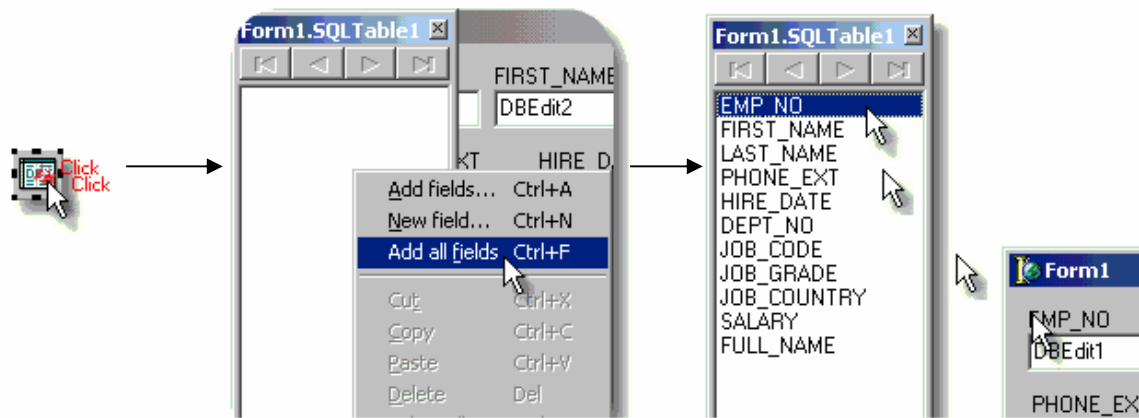 Click
Click
Form1.SQLTable1
FIRST_NAME
DBEdit2
HIRE_D
Add fields... Ctrl+A
New field... Ctrl+N
Add all fields Ctrl+F
Cut Ctrl+X
Copy Ctrl+C
Paste Ctrl+V
Delete Del
Form1.SQLTable1
EMP_NO
FIRST_NAME
LAST_NAME
PHONE_EXT
HIRE_DATE
DEPT_NO
JOB_CODE
JOB_GRADE
JOB_COUNTRY
SALARY
FULL_NAME
Form1
EMP_NO
DBEdit1
PHONE_EX